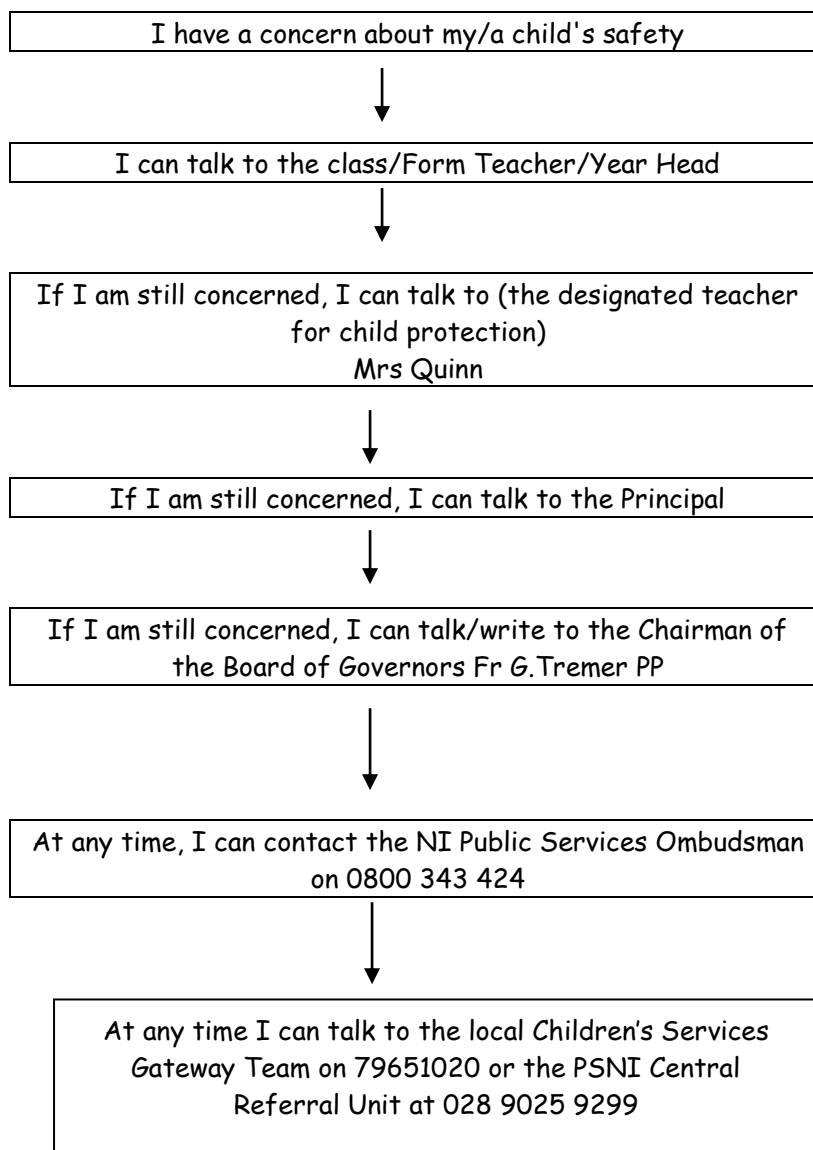 I have a concern about my/a child's safety
I can talk to the class/Form Teacher/Year Head
If I am still concerned, I can talk to (the designated teacher
for child protection)
Mrs Quinn
If I am still concerned, I can talk to the Principal
If I am still concerned, I can talk/write to the Chairman of
the Board of Governors Fr G.Tremer PP
At any time, I can contact the NI Public Services Ombudsman
on 0800 343 424
At any time I can talk to the local Children’s Services
Gateway Team on 79651020 or the PSNI Central
Referral Unit at 028 9025 9299